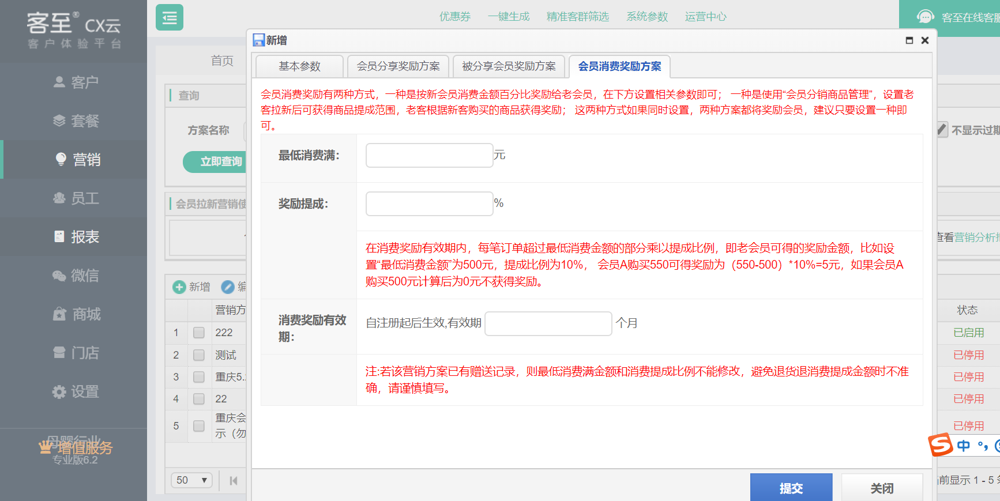 客至® CX云
客户体验平台
客户
套餐
营销
员工
报表
微信
商城
门店
设置
母婴行业
增值服务
专业版6.2
优惠券 一键生成 精准客群筛选 系统参数 运营中心
客至在线客服
首页
查询
方案名称
立即查询
不显示过期
会员拉新营销使
查看营销分析报
新增 编
营销方 状态
1 222 已启用
2 测试 已停用
3 重庆5.2 已停用
4 22 已停用
5 重庆会
示（勿 已停用
50
当前显示 1 - 5 条
新增
基本参数 会员分享奖励方案 被分享会员奖励方案 会员消费奖励方案
会员消费奖励有两种方式，一种是按新会员消费金额百分比奖励给老会员，在下方设置相关参数即可； 一种是使用“会员分销商品管理”，设置老
客拉新后可获得商品提成范围，老客根据新客购买的商品获得奖励； 这两种方式如果同时设置，两种方案都将奖励会员，建议只要设置一种即
可。
最低消费满： 元
奖励提成： %
在消费奖励有效期内，每笔订单超过最低消费金额的部分乘以提成比例，即老会员可得的奖励金额，比如设
置“最低消费金额”为500元，提成比例为10%， 会员A购买550可得奖励为（550-500）*10%=5元，如果会员A
购买500元计算后为0元不获得奖励。
消费奖励有效
期：
自注册起后生效,有效期 个月
注:若该营销方案已有赠送记录，则最低消费满金额和消费提成比例不能修改，避免退货退消费提成金额时不准
确，请谨慎填写。
提交 关闭
中 °,